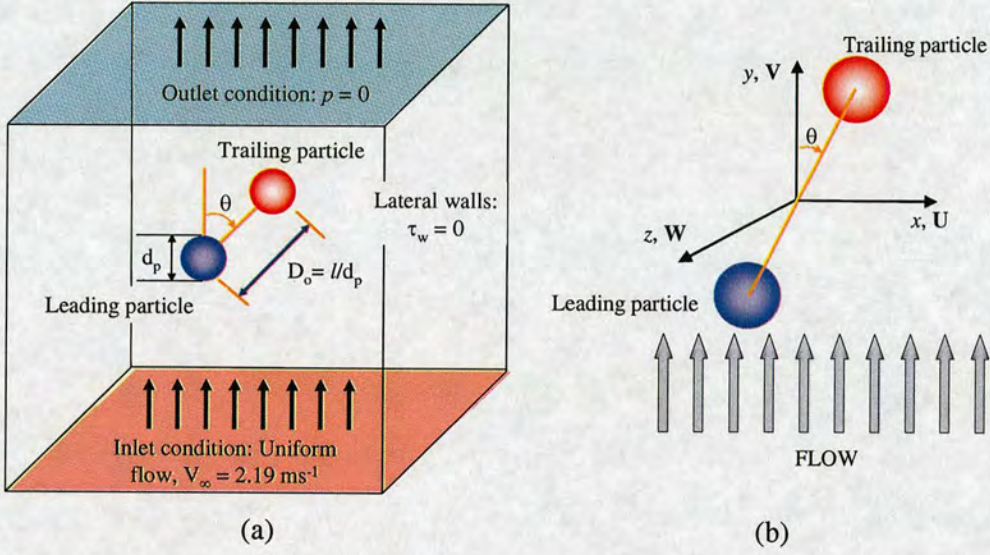 Outlet condition: p = 0
Trailing particle
θ
Lateral walls:
τw = 0
dp
Do= l/dp
Leading particle
Inlet condition: Uniform
flow, V∞ = 2.19 ms-1
(a)
Trailing particle
y, V
θ
x, U
z, W
Leading particle
FLOW
(b)